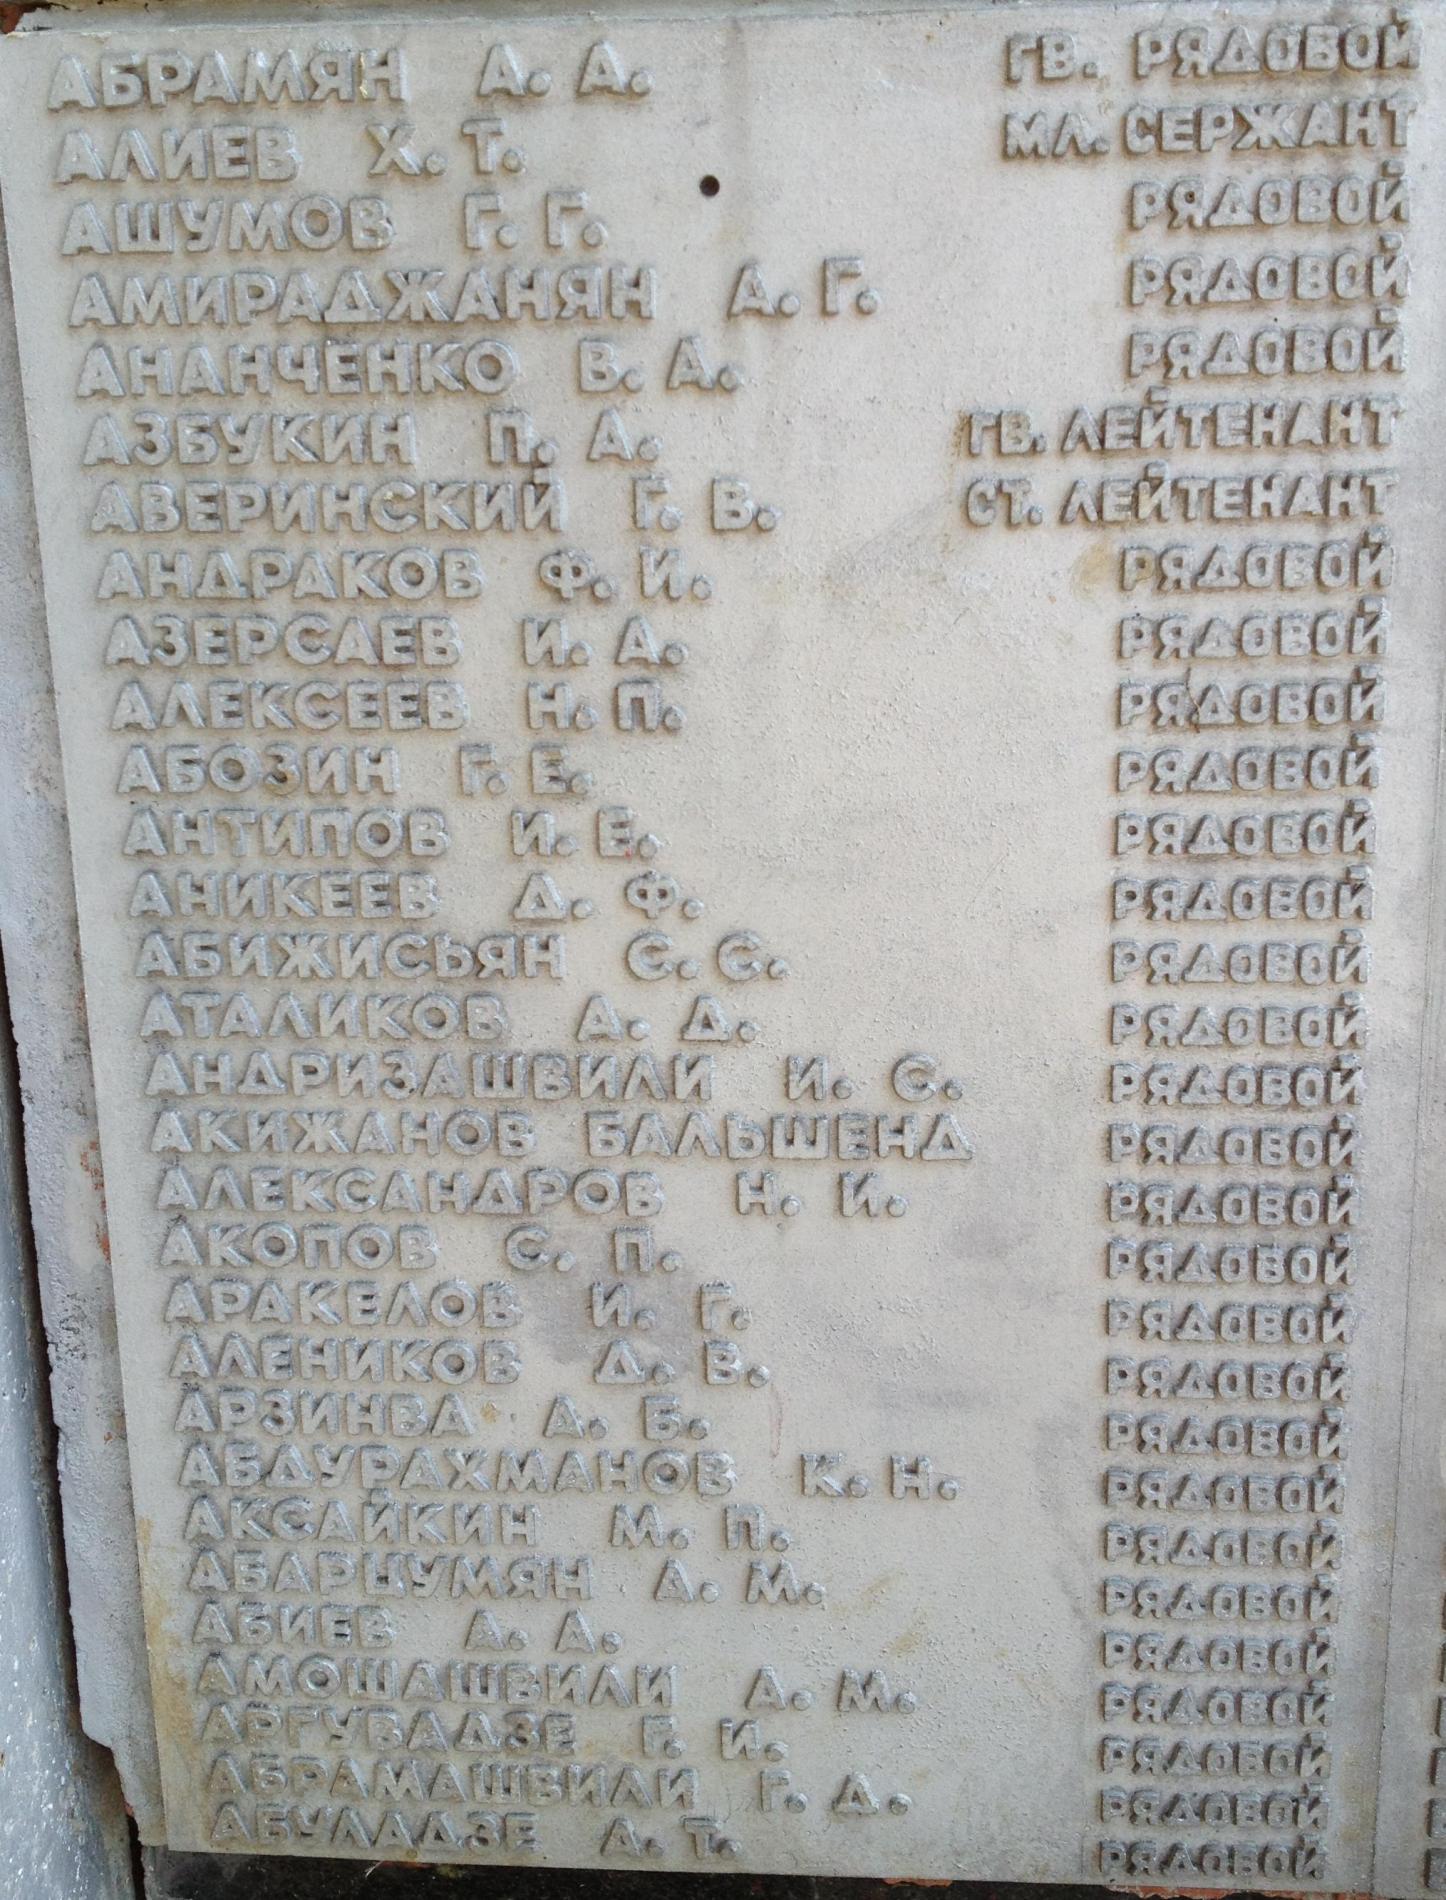 АБРАМЯН А. А. ГВ. РЯДОВОЙ
АЛИЕВ Х. Т. МЛ. СЕРЖАНТ
АШУМОВ Г. Г. РЯДОВОЙ
АМИРАДЖАНЯН А. Г. РЯДОВОЙ
АНАНЧЕНКО В. А. РЯДОВОЙ
АЗБУКИН П. А. ГВ. ЛЕЙТЕНАНТ
АВЕРИНСКИЙ Г. В. СТ. ЛЕЙТЕНАНТ
АНДРАКОВ Ф. И. РЯДОВОЙ
АЗЕРСАЕВ И. А. РЯДОВОЙ
АЛЕКСЕЕВ Н. П. РЯДОВОЙ
АБОЗИН Г. Е. РЯДОВОЙ
АНТИПОВ И. Е. РЯДОВОЙ
АНИКЕЕВ Д. Ф. РЯДОВОЙ
АБИЖИСЬЯН С. С. РЯДОВОЙ
АТАЛИКОВ А. Д. РЯДОВОЙ
АНДРИЗАШВИЛИ И. С. РЯДОВОЙ
АКИЖАНОВ БАЛЬШЕНД РЯДОВОЙ
АЛЕКСАНДРОВ Н. И. РЯДОВОЙ
АКОПОВ С. П. РЯДОВОЙ
АРАКЕЛОВ И. Г. РЯДОВОЙ
АЛЕНИКОВ Д. В. РЯДОВОЙ
АРЗИНВА А. Б. РЯДОВОЙ
АБДУРАХМАНОВ К. Н. РЯДОВОЙ
АКСАЙКИН М. П. РЯДОВОЙ
АБАРЦУМЯН А. М. РЯДОВОЙ
АБИЕВ А. А. РЯДОВОЙ
АМОШАШВИЛИ А. М. РЯДОВОЙ
АРГУВАДЗЕ Г. И. РЯДОВОЙ
АБРАМАШВИЛИ Г. Д. РЯДОВОЙ
АБУЛАДЗЕ А. Т. РЯДОВОЙ